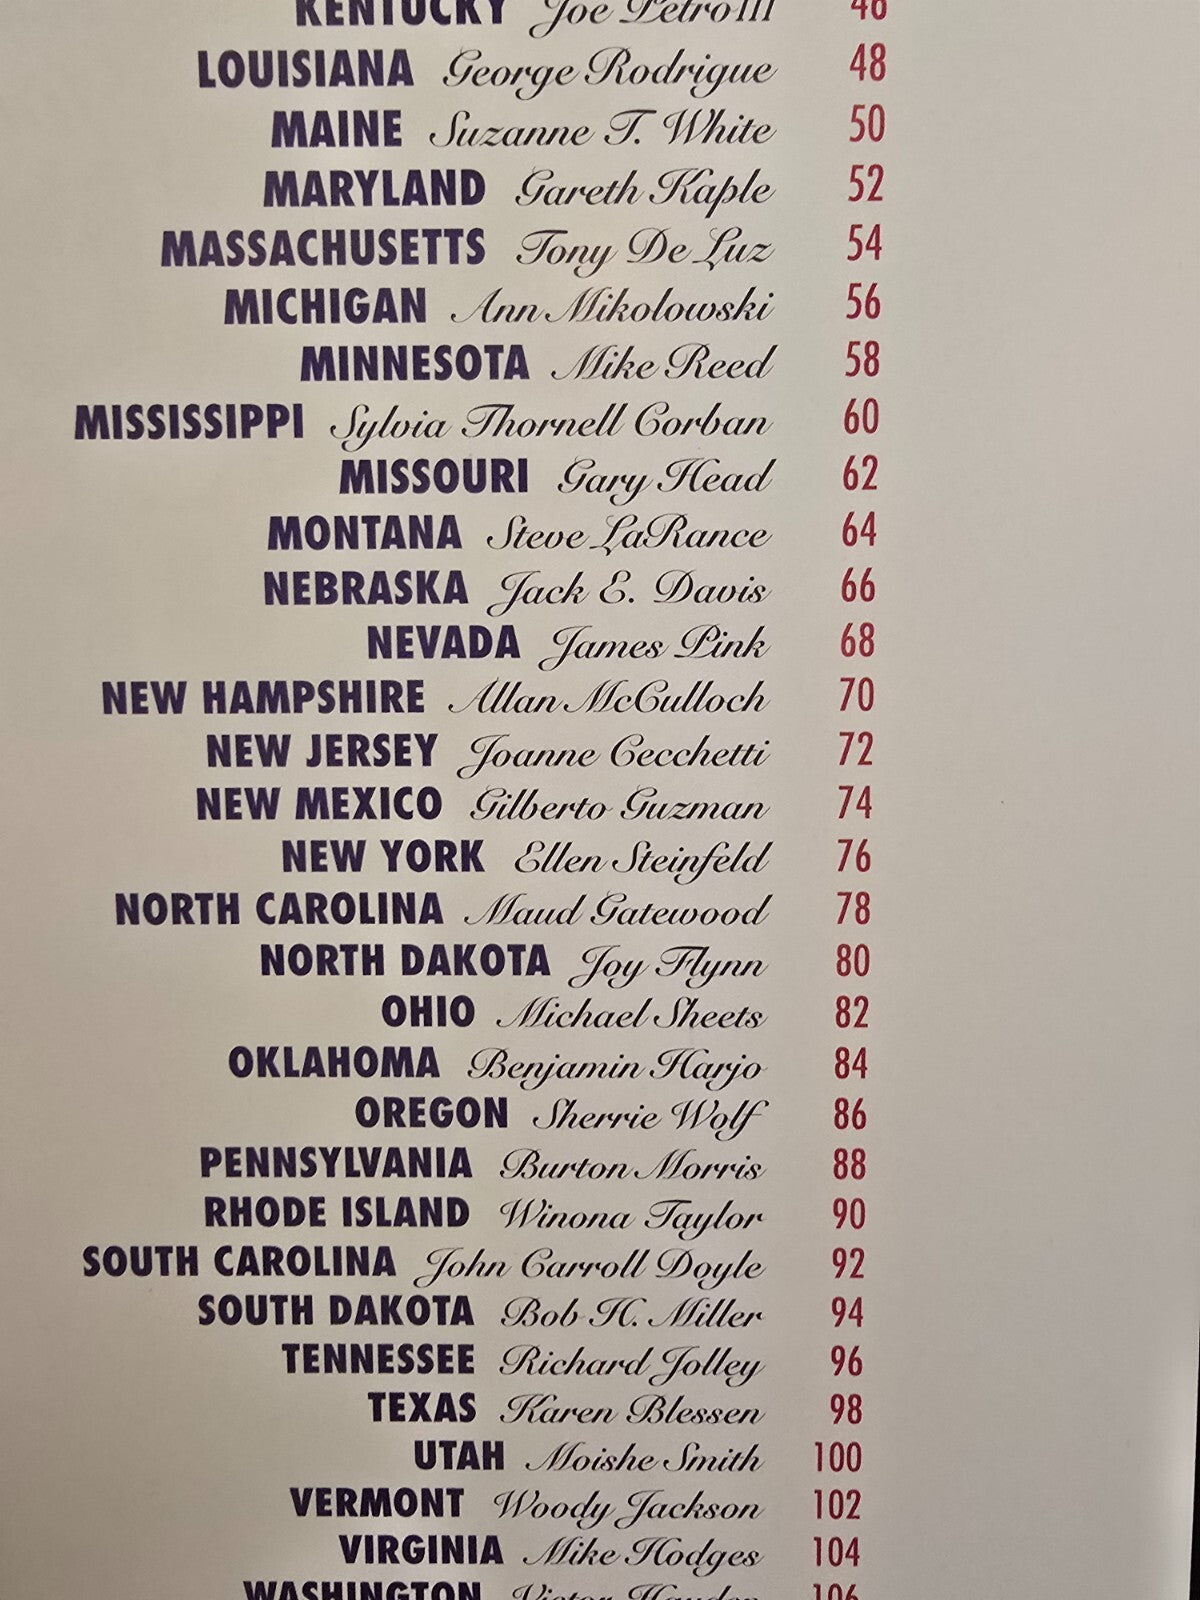 KENTUCKY Joe Petro III 46
LOUISIANA George Rodrigue 48
MAINE Suzanne T. White 50
MARYLAND Gareth Kaple 52
MASSACHUSETTS Tony De Luz 54
MICHIGAN Ann Mikolowski 56
MINNESOTA Mike Reed 58
MISSISSIPPI Sylvia Thornell Corban 60
MISSOURI Gary Head 62
MONTANA Steve LaRance 64
NEBRASKA Jack E. Davis 66
NEVADA James Pink 68
NEW HAMPSHIRE Allan McCulloch 70
NEW JERSEY Joanne Cecchetti 72
NEW MEXICO Gilberto Guzman 74
NEW YORK Ellen Steinfeld 76
NORTH CAROLINA Maud Gatewood 78
NORTH DAKOTA Joy Flynn 80
OHIO Michael Sheets 82
OKLAHOMA Benjamin Harjo 84
OREGON Sherrie Wolf 86
PENNSYLVANIA Burton Morris 88
RHODE ISLAND Winona Taylor 90
SOUTH CAROLINA John Carroll Doyle 92
SOUTH DAKOTA Bob H. Miller 94
TENNESSEE Richard Jolley 96
TEXAS Karen Blessen 98
UTAH Moishe Smith 100
VERMONT Woody Jackson 102
VIRGINIA Mike Hodges 104
WASHINGTON Victor 106